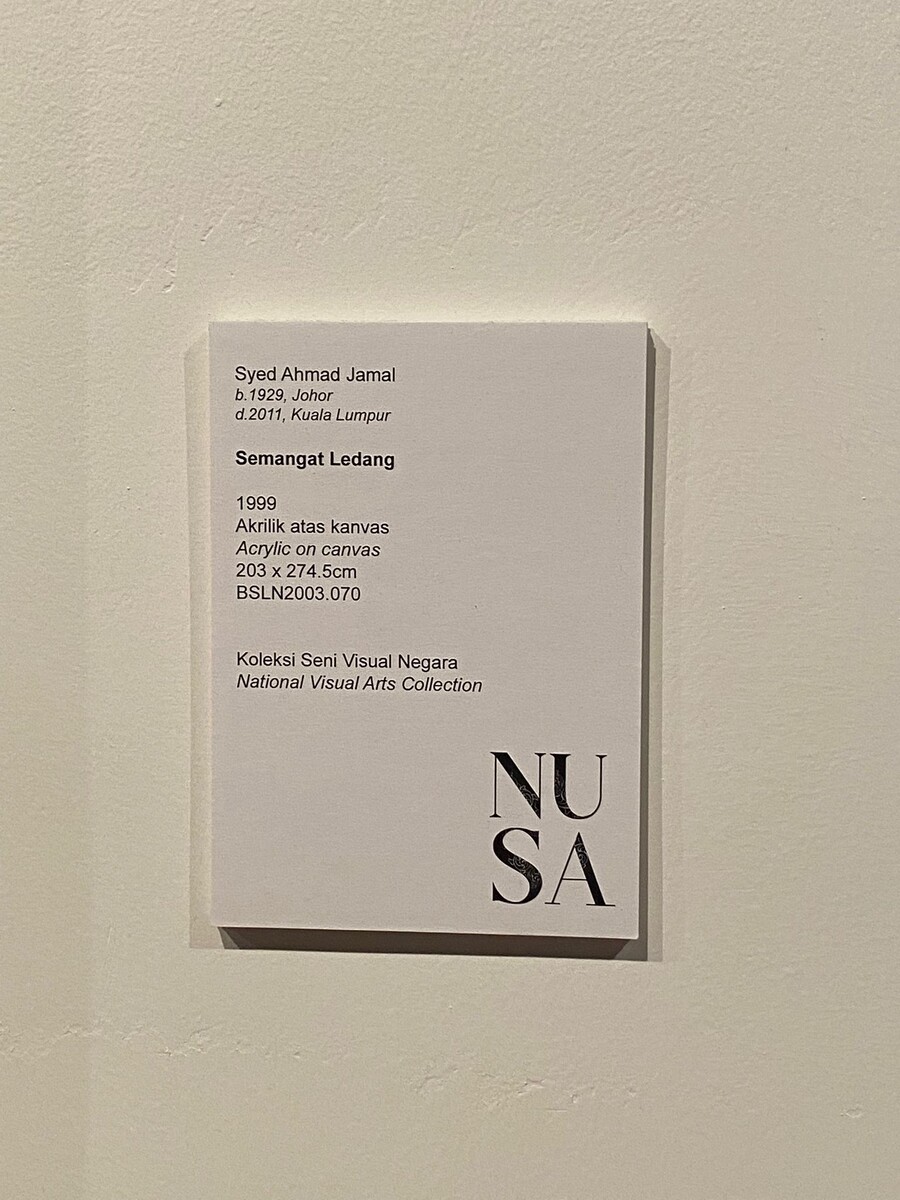 Syed Ahmad Jamal
b.1929, Johor
d.2011, Kuala Lumpur
Semangat Ledang
1999
Akrilik atas kanvas
Acrylic on canvas
203 x 274.5cm
BSLN2003.070
Koleksi Seni Visual Negara
National Visual Arts Collection
NU
SA